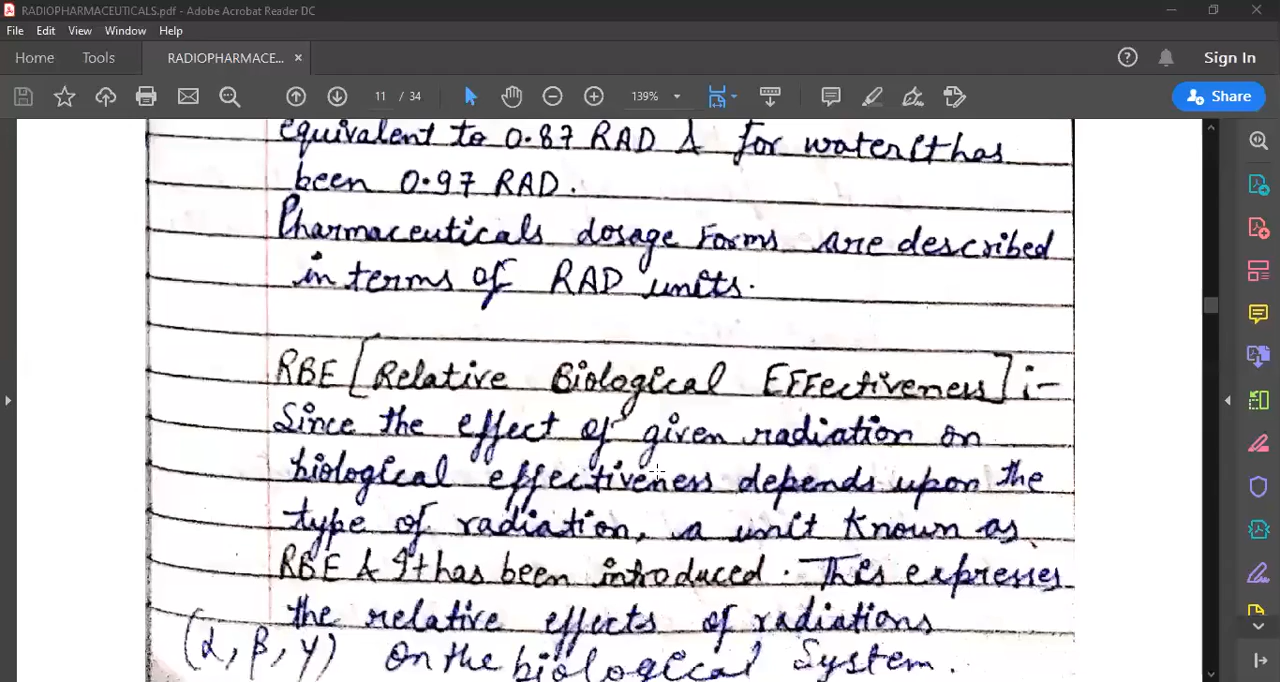 RADIOPHARMACEUTICALS.pdf - Adobe Acrobat Reader DC
File Edit View Window Help
Home Tools RADIOPHARMACE... × Sign In
11 / 34 139% Share
equivalent to 0.87 RAD & for water it has
been 0.97 RAD.
Pharmaceuticals dosage Forms are described
in terms of RAD units.
RBE [Relative Biological EFFectiveness] :-
Since the effect of given radiation on
biological effectiveness depends upon the
type of radiation, a unit known as
RBE & It has been introduced. This expresses
the relative effects of radiations
(α, β, γ) on the biological System.